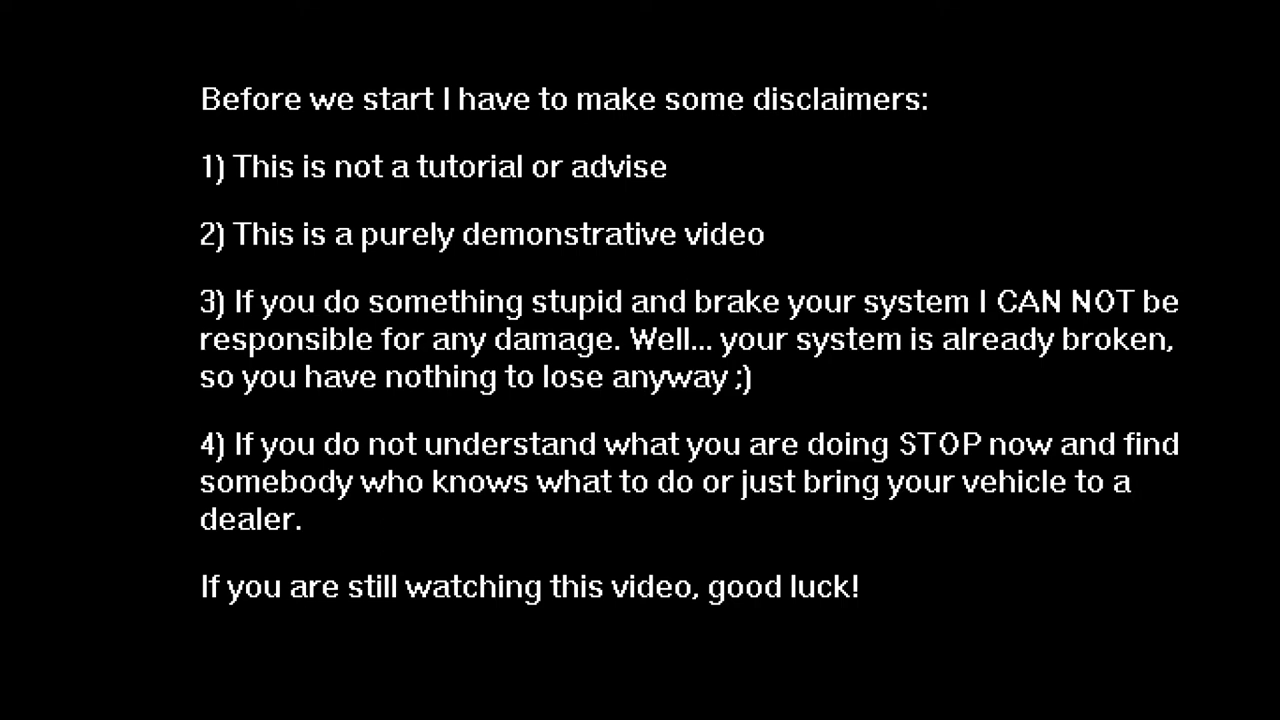 Before we start I have to make some disclaimers:
1) This is not a tutorial or advise
2) This is a purely demonstrative video
3) If you do something stupid and brake your system I CAN NOT be
responsible for any damage. Well... your system is already broken,
so you have nothing to lose anyway ;)
4) If you do not understand what you are doing STOP now and find
somebody who knows what to do or just bring your vehicle to a
dealer.
If you are still watching this video, good luck!